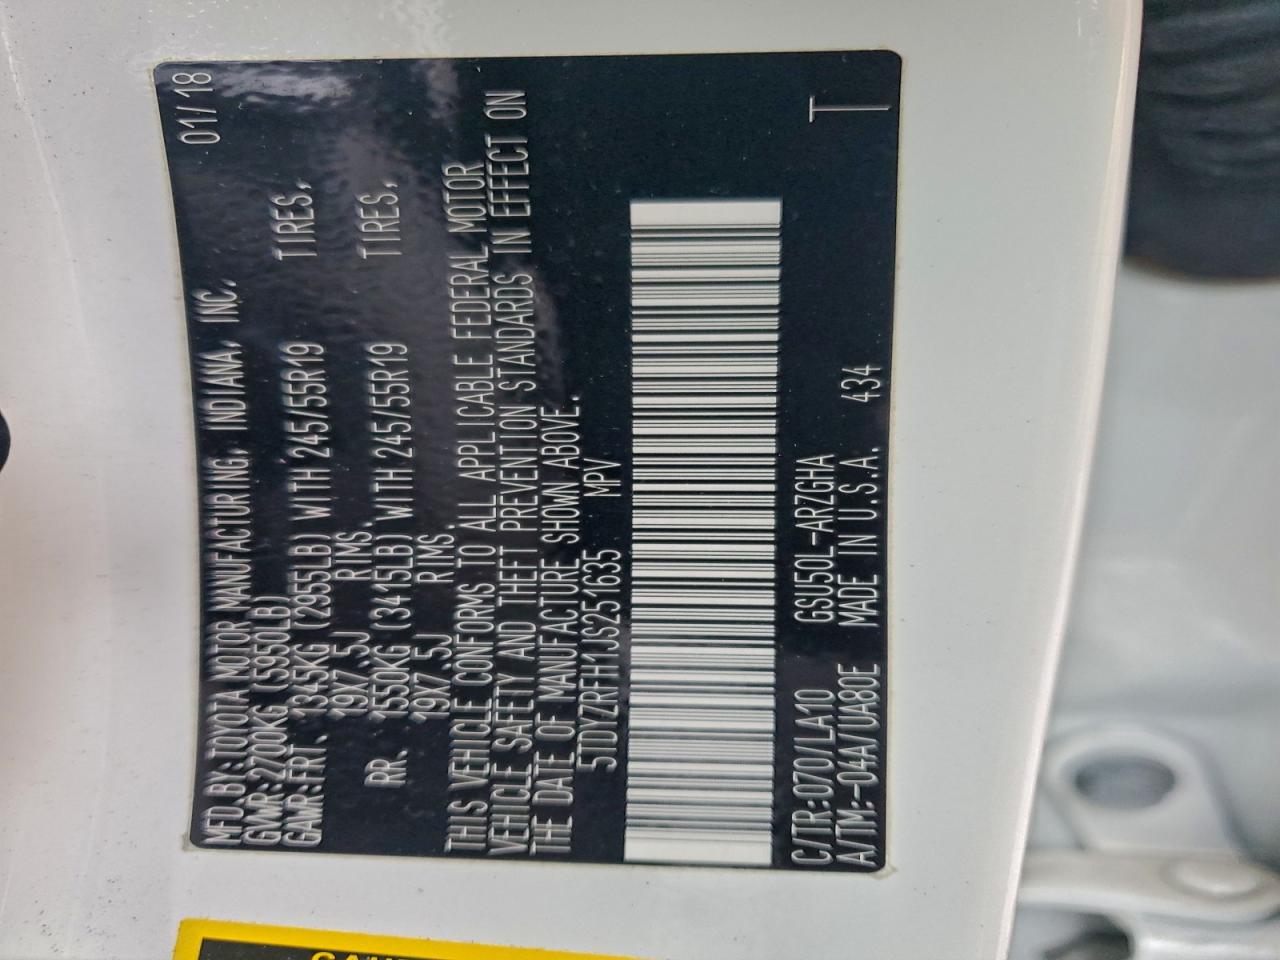 MFD.BY:TOYOTA MOTOR MANUFACTURING, INDIANA, INC. 01/18
GVWR:2700KG (5950LB)
GAWR:FRT. 1345KG (2955LB) WITH 245/55R19 TIRES,
19X7.5J RIMS.
RR. 1550KG (3415LB) WITH 245/55R19 TIRES,
19X7.5J RIMS.
THIS VEHICLE CONFORMS TO ALL APPLICABLE FEDERAL MOTOR
VEHICLE SAFETY AND THEFT PREVENTION STANDARDS IN EFFECT ON
THE DATE OF MANUFACTURE SHOWN ABOVE.
5TDYZRFH1JS251635 MPV
C/TR:070/LA10 GSU50L-ARZGHA T
A/TM:-04A/UA80E MADE IN U.S.A. 434